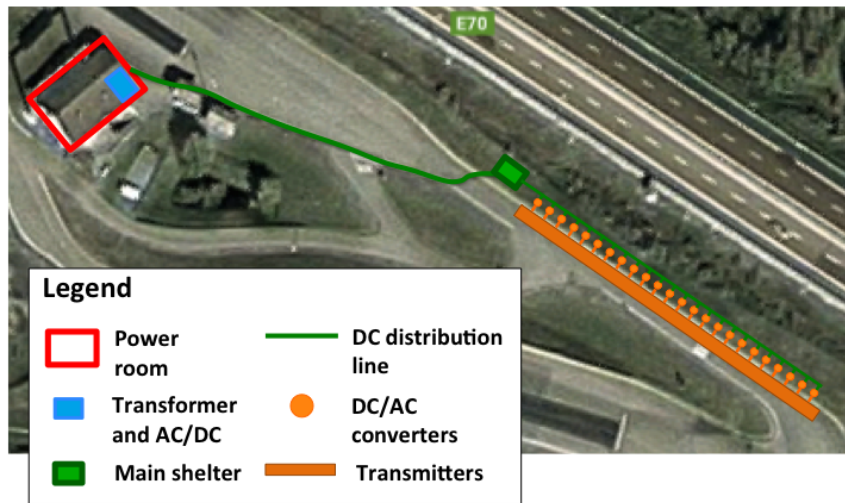 E70
Legend
Power
room
DC distribution
line
Transformer
and AC/DC
DC/AC
converters
Main shelter
Transmitters